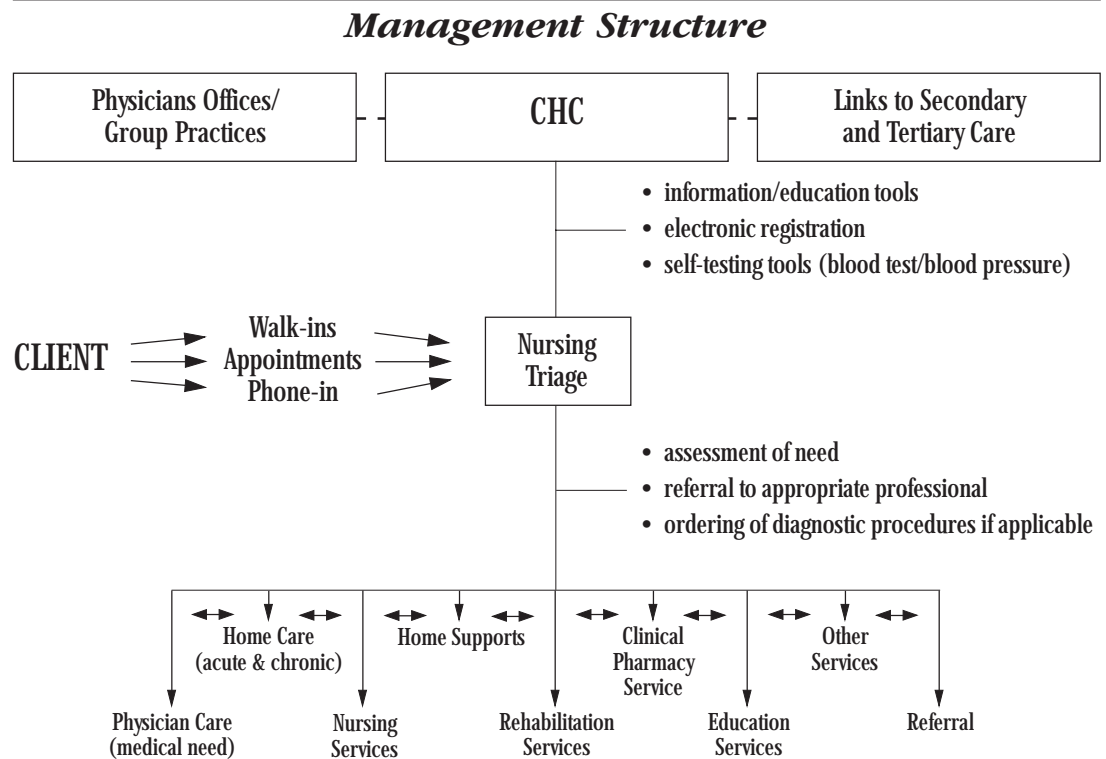 Management Structure
Physicians Offices/
Group Practices
CHC
Links to Secondary
and Tertiary Care
• information/education tools
• electronic registration
• self-testing tools (blood test/blood pressure)
CLIENT
Walk-ins
Appointments
Phone-in
Nursing
Triage
• assessment of need
• referral to appropriate professional
• ordering of diagnostic procedures if applicable
Home Care
(acute & chronic)
Home Supports
Clinical
Pharmacy
Service
Other
Services
Physician Care
(medical need)
Nursing
Services
Rehabilitation
Services
Education
Services
Referral